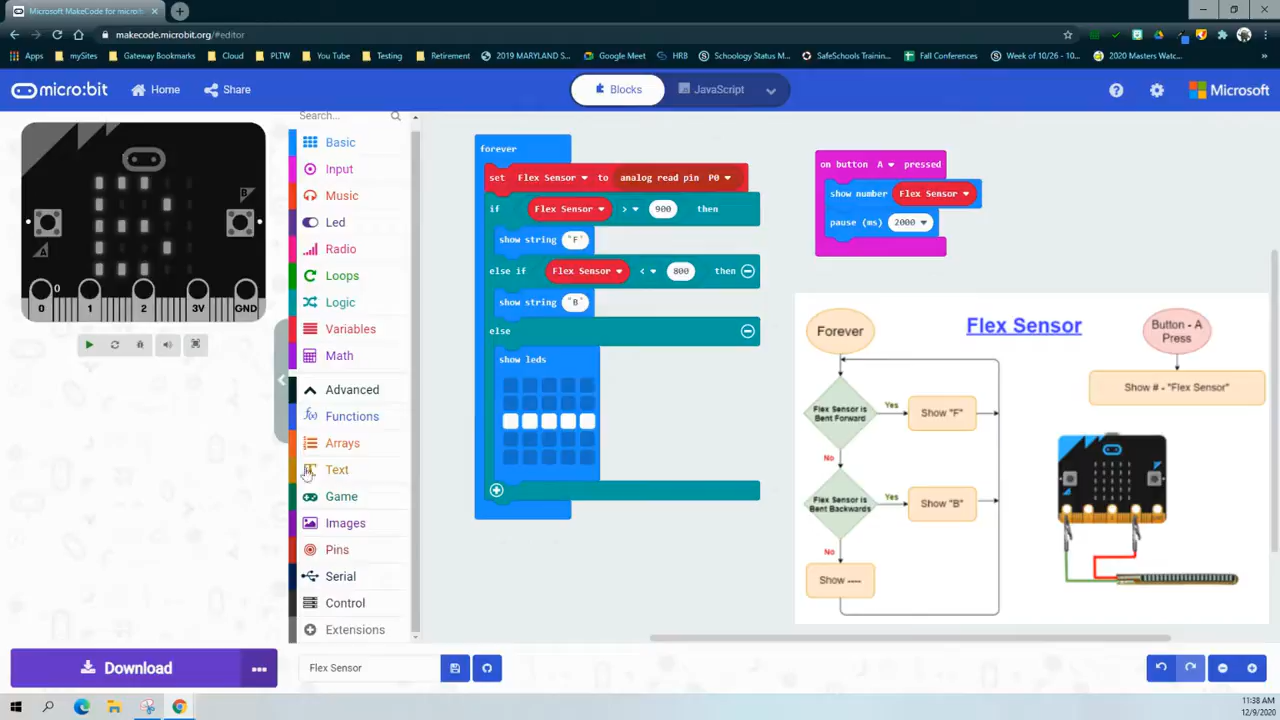 Microsoft MakeCode for micro:bit
makecode.microbit.org/#editor
Apps mySites Gateway Bookmarks Cloud PLTW You Tube Testing Retirement 2019 MARYLAND S... Google Meet HRB Schoology Status M... SafeSchools Training... Fall Conferences Week of 10/26 - 10... 2020 Masters Watc... »
micro:bit Home Share Blocks JavaScript Microsoft
Search...
Basic
Input
Music
Led
Radio
Loops
Logic
Variables
Math
Advanced
Functions
Arrays
Text
Game
Images
Pins
Serial
Control
Extensions
A
B
0
0 1 2 3V GND
forever
set Flex Sensor to analog read pin P0
if Flex Sensor > 900 then
show string "F"
else if Flex Sensor < 800 then
show string "B"
else
show leds
on button A pressed
show number Flex Sensor
pause (ms) 2000
Flex Sensor
Forever
Flex Sensor is
Bent Forward
Yes
Show "F"
No
Flex Sensor is
Bent Backwards
Yes
Show "B"
No
Show ----
Button - A
Press
Show # - "Flex Sensor"
Download
Flex Sensor
11:38 AM
12/9/2020